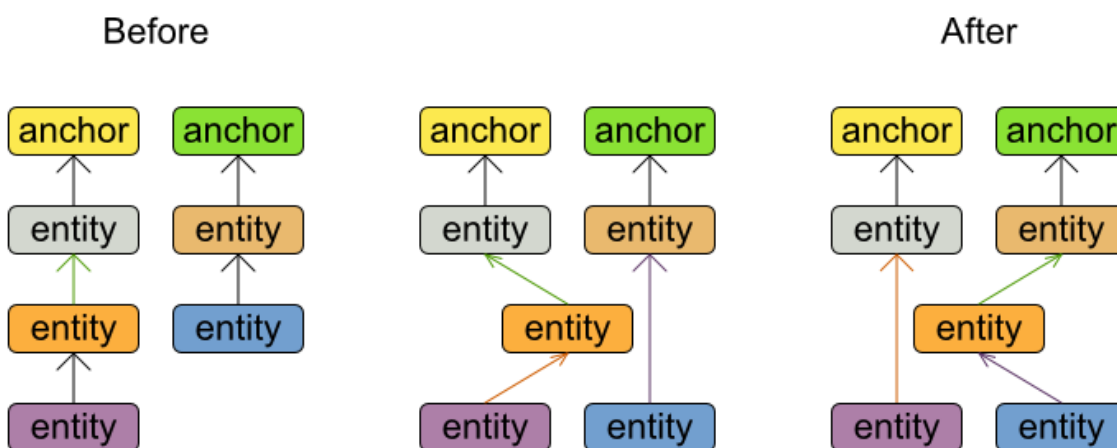 Before After
anchor anchor anchor anchor anchor anchor
entity entity entity entity entity entity
entity entity entity entity
entity entity entity entity entity